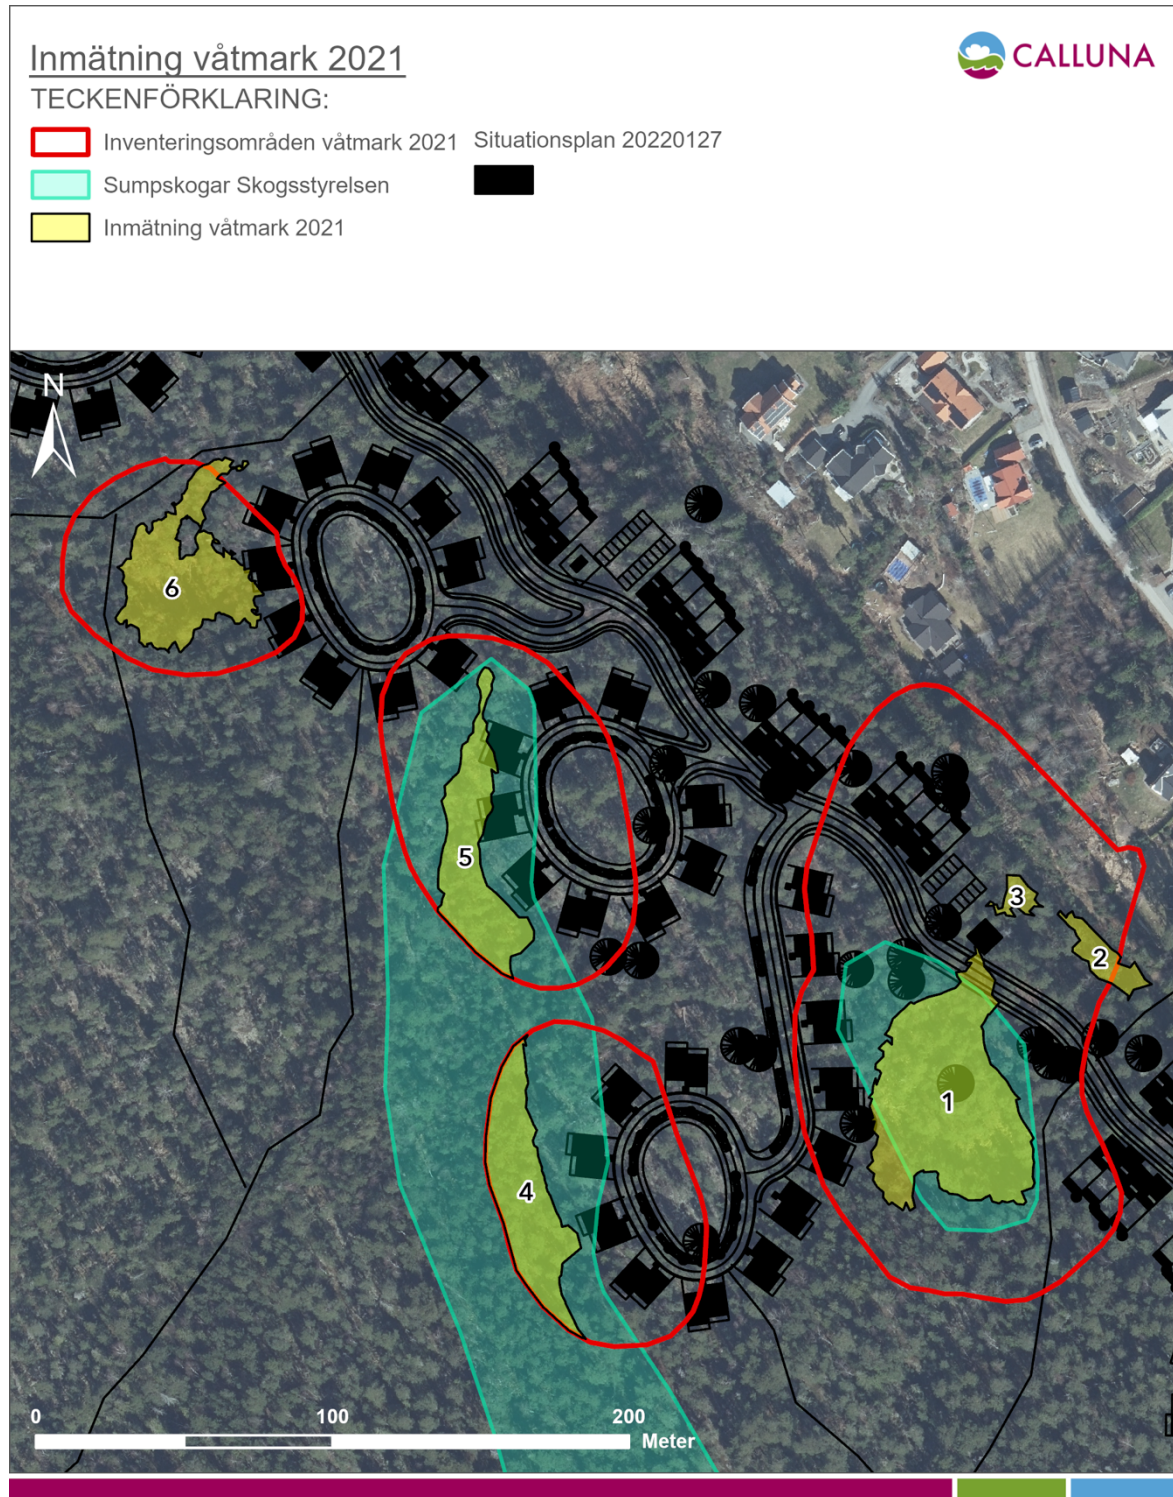 Inmätning våtmark 2021
CALLUNA
TECKENFÖRKLARING:
Inventeringsområden våtmark 2021
Situationsplan 20220127
Sumpskogar Skogsstyrelsen
Inmätning våtmark 2021
N
6
5
3
2
1
4
0
100
200
Meter